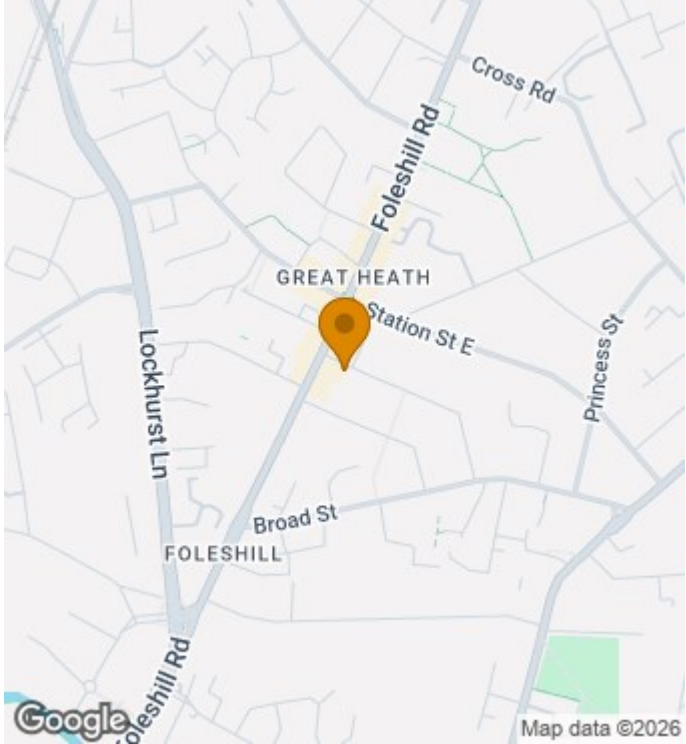 Cross Rd
Foleshill Rd
GREAT HEATH
Station St E
Princess St
Lockhurst Ln
Broad St
FOLESHILL
Foleshill Rd
Google
Map data ©2026